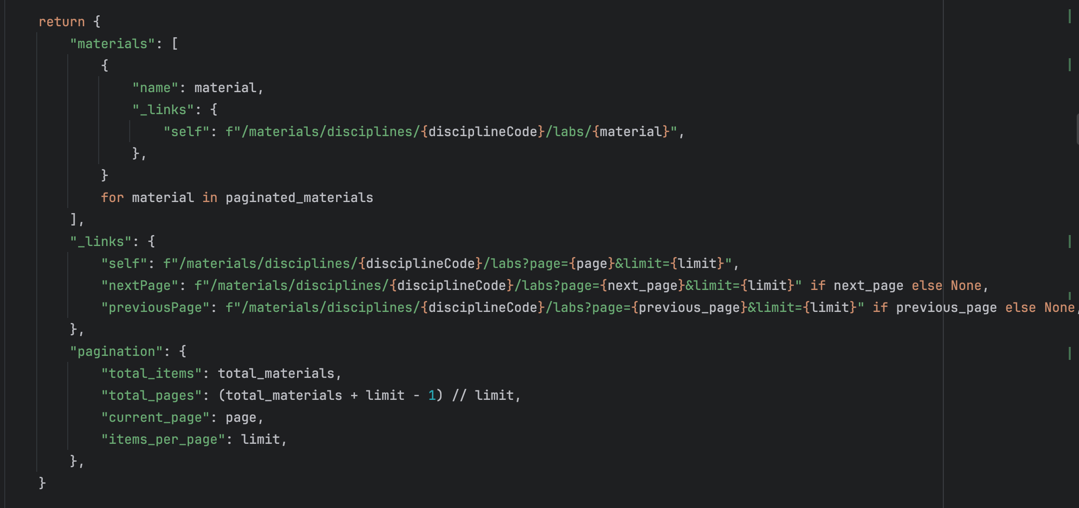 return {
    "materials": [
        {
            "name": material,
            "_links": {
                "self": f"/materials/disciplines/{disciplineCode}/labs/{material}",
            },
        }
        for material in paginated_materials
    ],
    "_links": {
        "self": f"/materials/disciplines/{disciplineCode}/labs?page={page}&limit={limit}",
        "nextPage": f"/materials/disciplines/{disciplineCode}/labs?page={next_page}&limit={limit}" if next_page else None,
        "previousPage": f"/materials/disciplines/{disciplineCode}/labs?page={previous_page}&limit={limit}" if previous_page else None,
    },
    "pagination": {
        "total_items": total_materials,
        "total_pages": (total_materials + limit - 1) // limit,
        "current_page": page,
        "items_per_page": limit,
    },
}